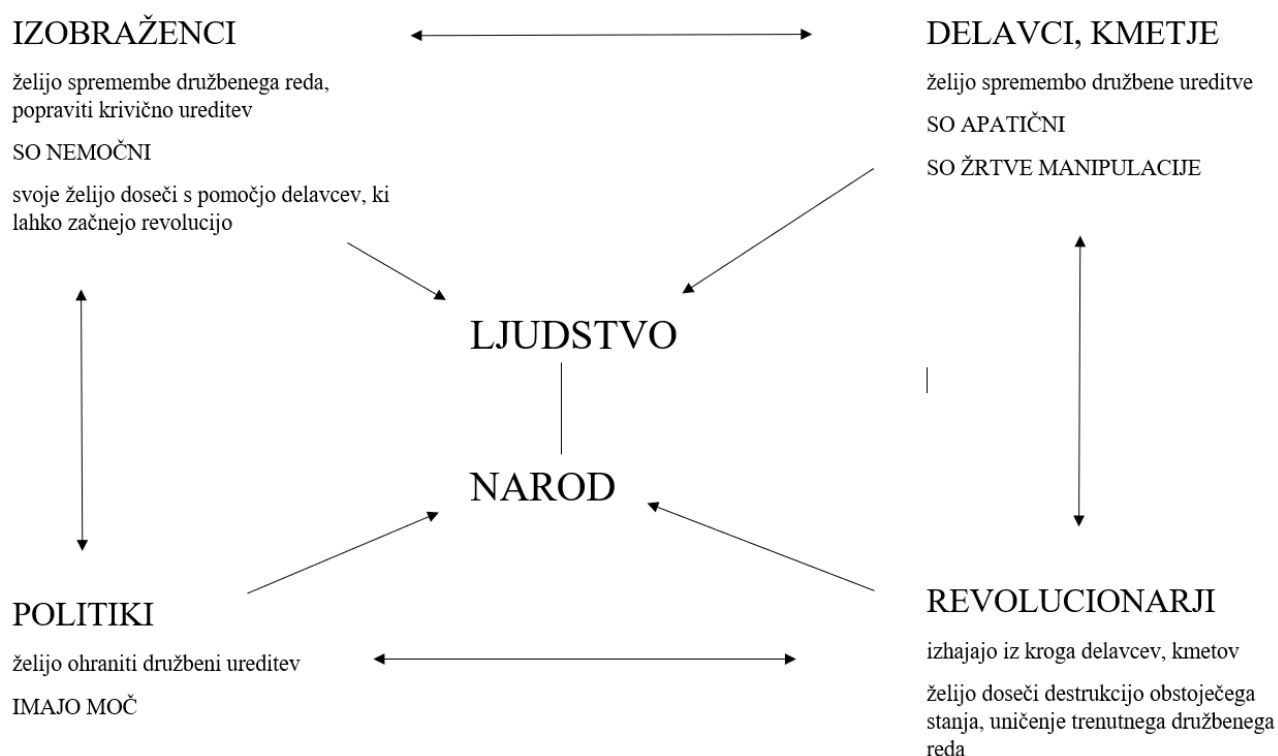 IZOBRAŽENCI
želijo spremembe družbenega reda,
popraviti krivično ureditev
SO NEMOČNI
svoje želijo doseči s pomočjo delavcev, ki
lahko začnejo revolucijo
DELAVCI, KMETJE
želijo spremembo družbene ureditve
SO APATIČNI
SO ŽRTVE MANIPULACIJE
LJUDSTVO
NAROD
POLITIKI
želijo ohraniti družbeni ureditev
IMAJO MOČ
REVOLUCIONARJI
izhajajo iz kroga delavcev, kmetov
želijo doseči destrukcijo obstoječega
stanja, uničenje trenutnega družbenega
reda